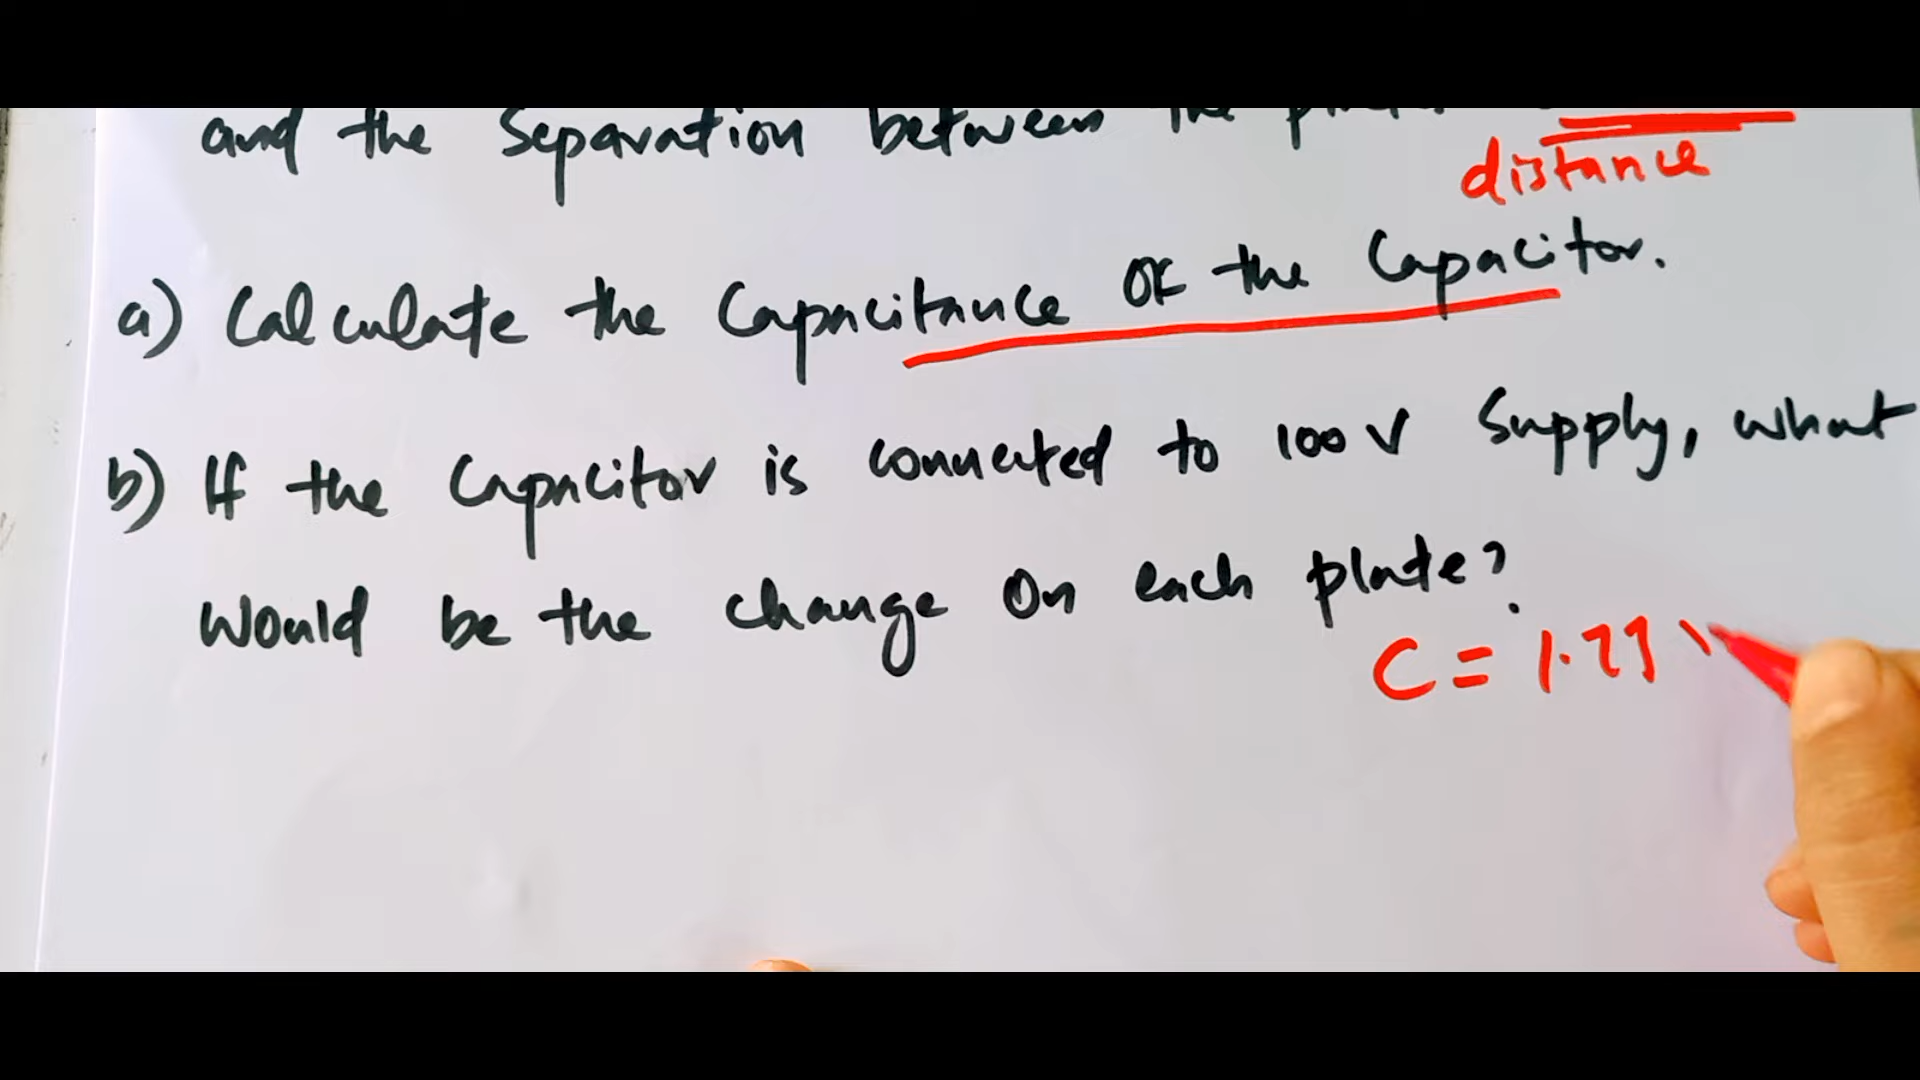 and the Separation between the
distance
a) Calculate the Capacitance of the Capacitor.
b) If the Capacitor is connected to 100 V Supply, what
would be the change on each plate?
C = 1.77